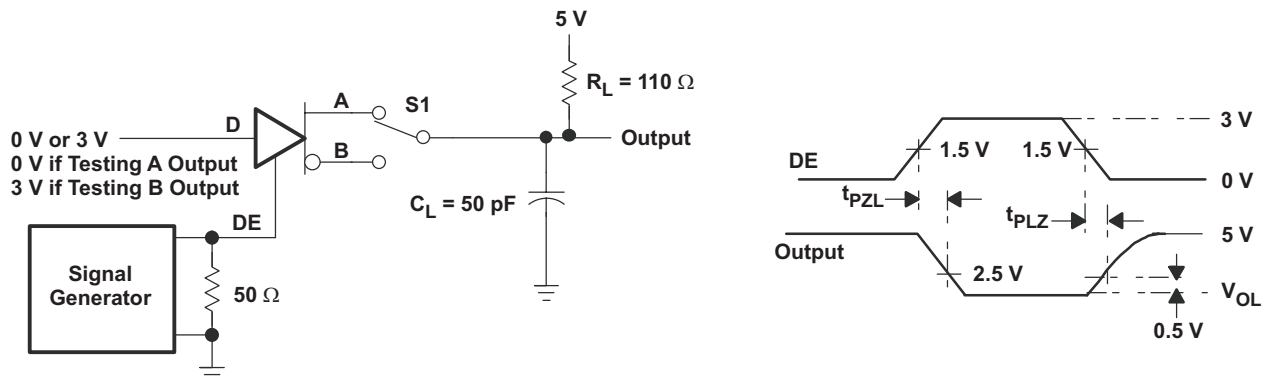 5 V
R_L = 110 Ω
A
S1
D
0 V or 3 V
0 V if Testing A Output
3 V if Testing B Output
B
Output
C_L = 50 pF
DE
Signal
Generator
50 Ω
3 V
DE
1.5 V
1.5 V
0 V
t_PZL
t_PLZ
Output
5 V
2.5 V
V_OL
0.5 V